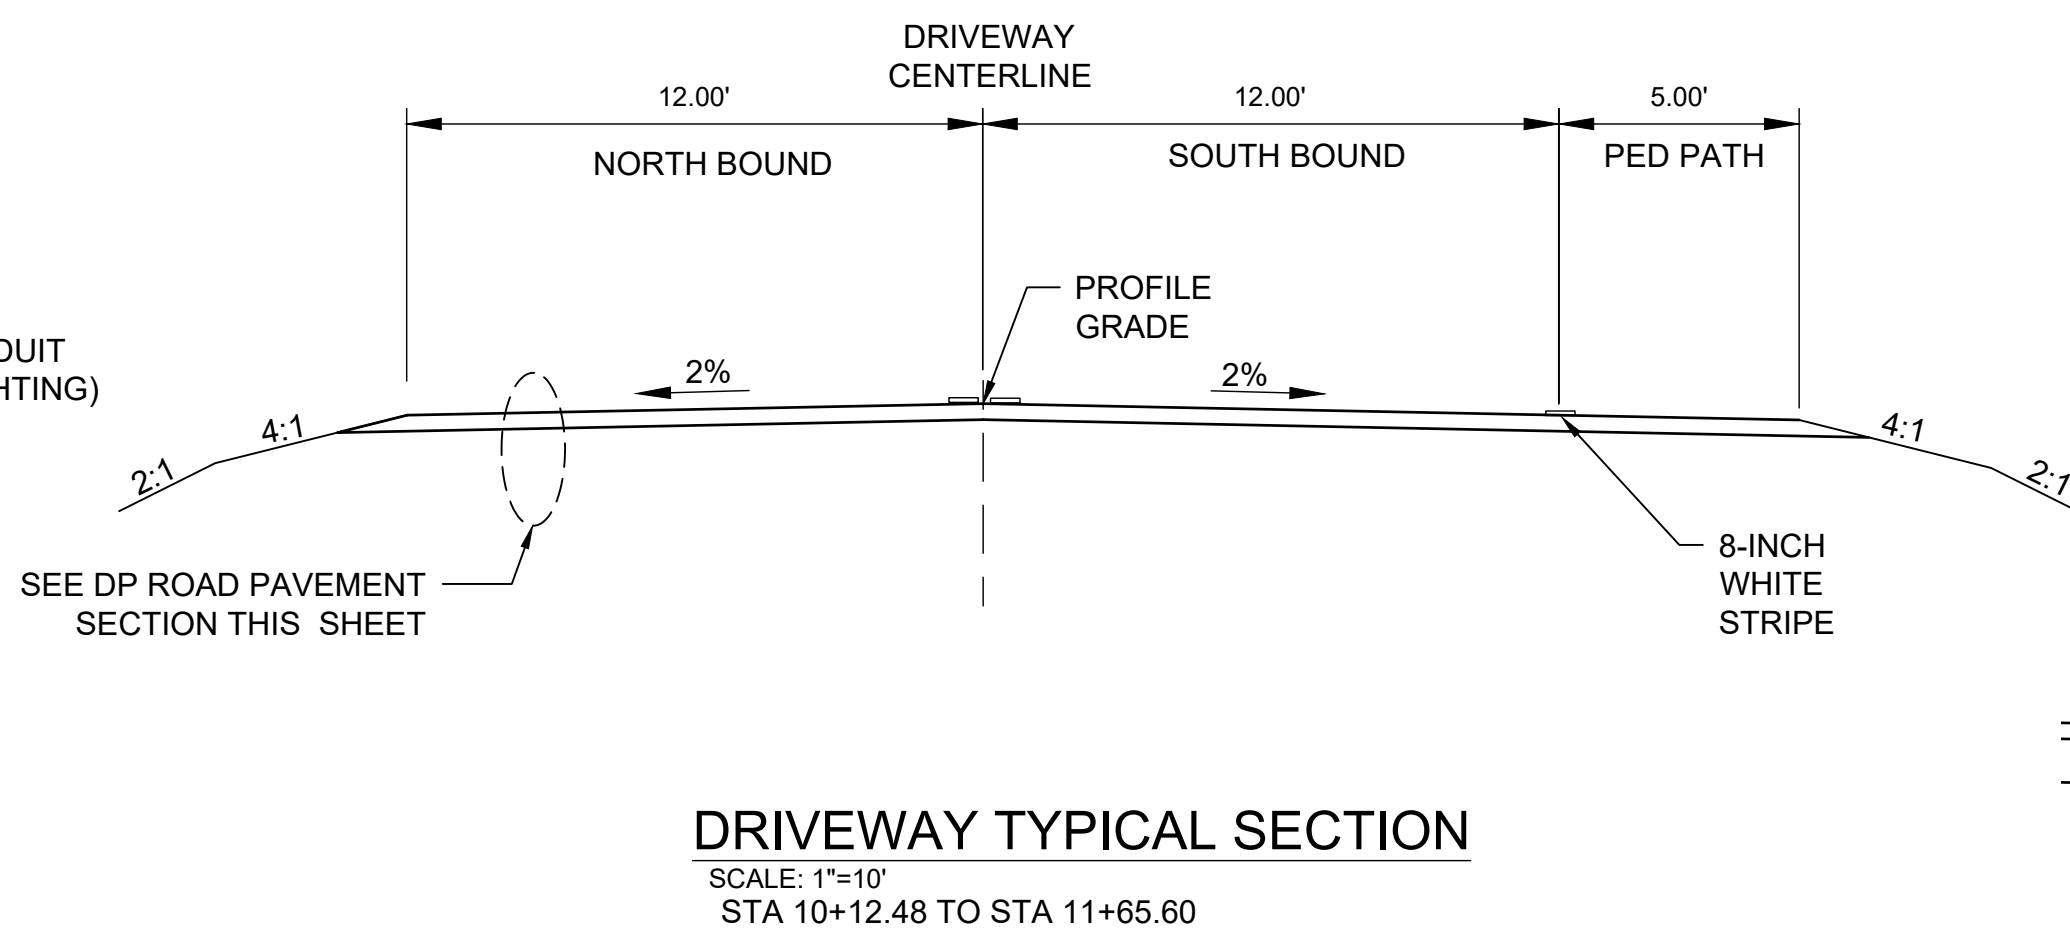 DRIVEWAY
CENTERLINE
12.00'
12.00'
5.00'
NORTH BOUND
SOUTH BOUND
PED PATH
PROFILE
GRADE
DUIT
HTING)
2%
2%
4:1
4:1
2:1
2:1
SEE DP ROAD PAVEMENT
SECTION THIS SHEET
8-INCH
WHITE
STRIPE
DRIVEWAY TYPICAL SECTION
SCALE: 1"=10'
STA 10+12.48 TO STA 11+65.60